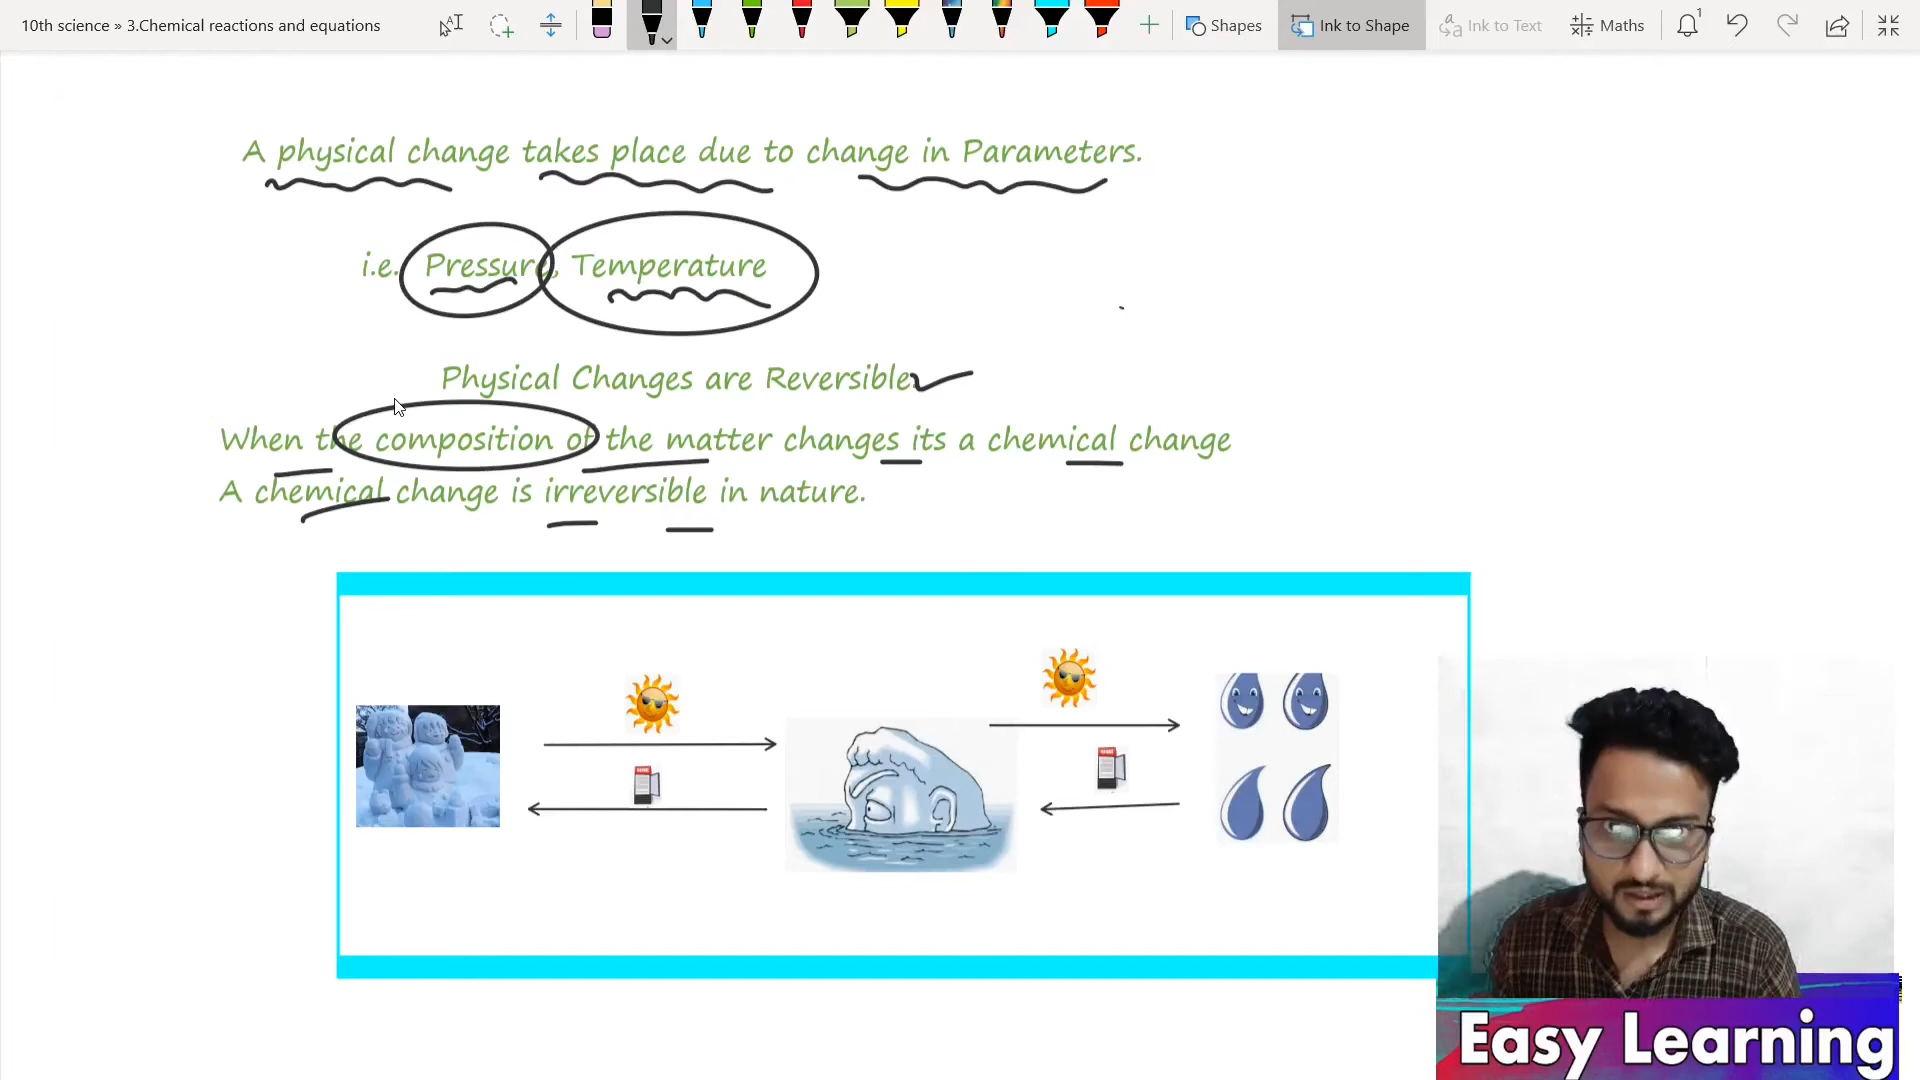 10th science » 3.Chemical reactions and equations
Shapes
Ink to Shape
Ink to Text
Maths
1
A physical change takes place due to change in Parameters.
i.e. Pressure, Temperature
Physical Changes are Reversible.
When the composition of the matter changes its a chemical change
A chemical change is irreversible in nature.
Easy Learning